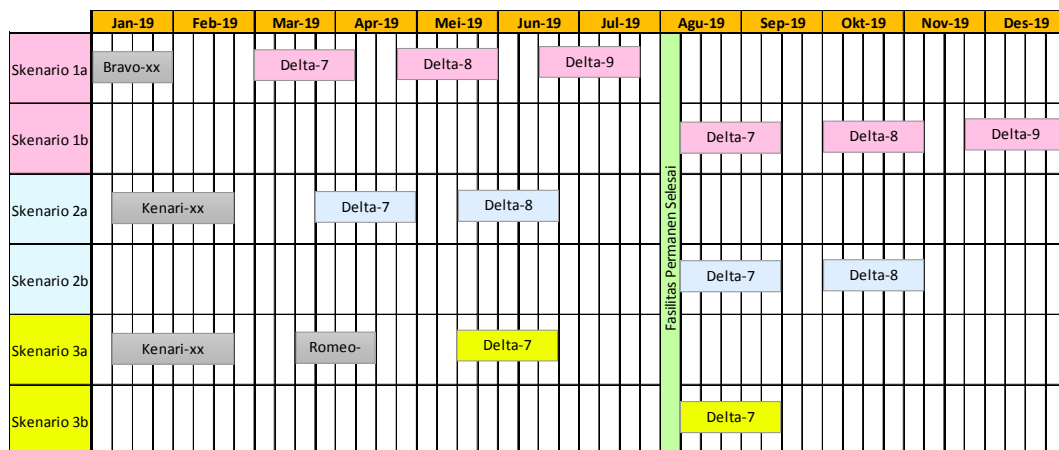 Jan-19 Feb-19 Mar-19 Apr-19 Mei-19 Jun-19 Jul-19 Agu-19 Sep-19 Okt-19 Nov-19 Des-19
Skenario 1a Bravo-xx Delta-7 Delta-8 Delta-9
Skenario 1b Delta-7 Delta-8 Delta-9
Skenario 2a Kenari-xx Delta-7 Delta-8
Skenario 2b Delta-7 Delta-8
Skenario 3a Kenari-xx Romeo- Delta-7
Skenario 3b Delta-7
Fasilitas Permanen Selesai